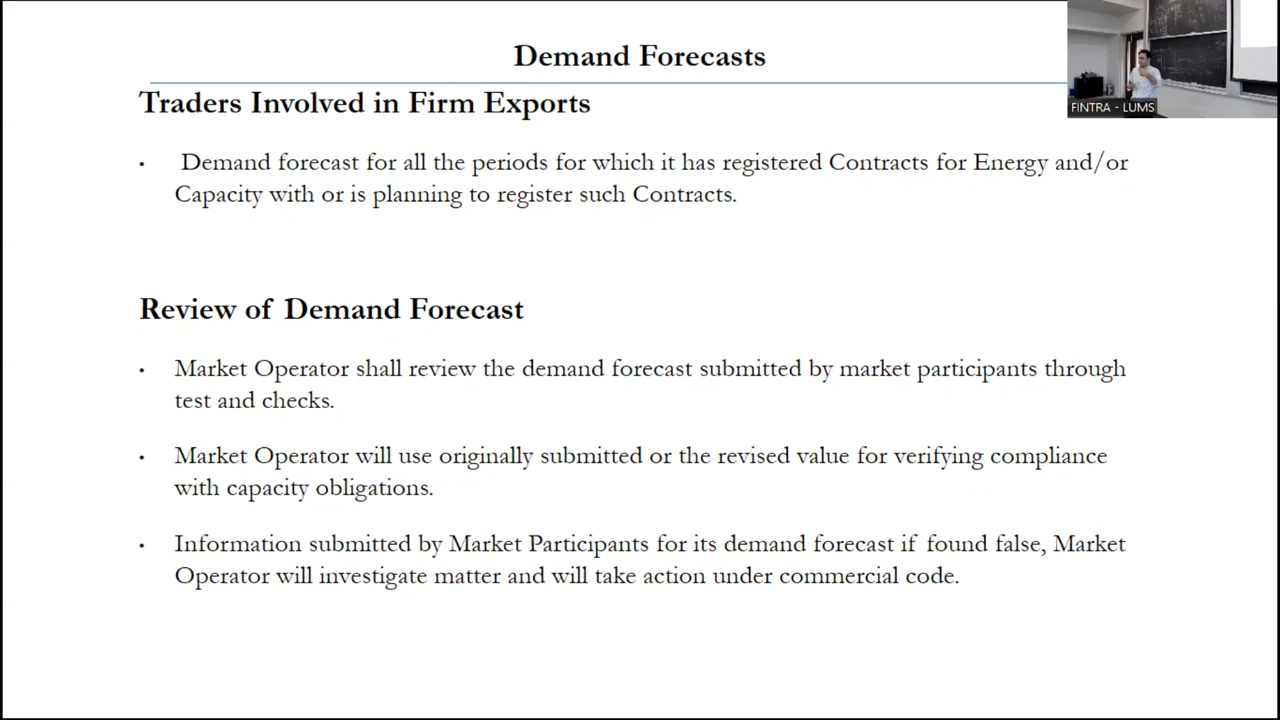 Demand Forecasts
FINTRA - LUMS
Traders Involved in Firm Exports
• Demand forecast for all the periods for which it has registered Contracts for Energy and/or
Capacity with or is planning to register such Contracts.
Review of Demand Forecast
• Market Operator shall review the demand forecast submitted by market participants through
test and checks.
• Market Operator will use originally submitted or the revised value for verifying compliance
with capacity obligations.
• Information submitted by Market Participants for its demand forecast if found false, Market
Operator will investigate matter and will take action under commercial code.